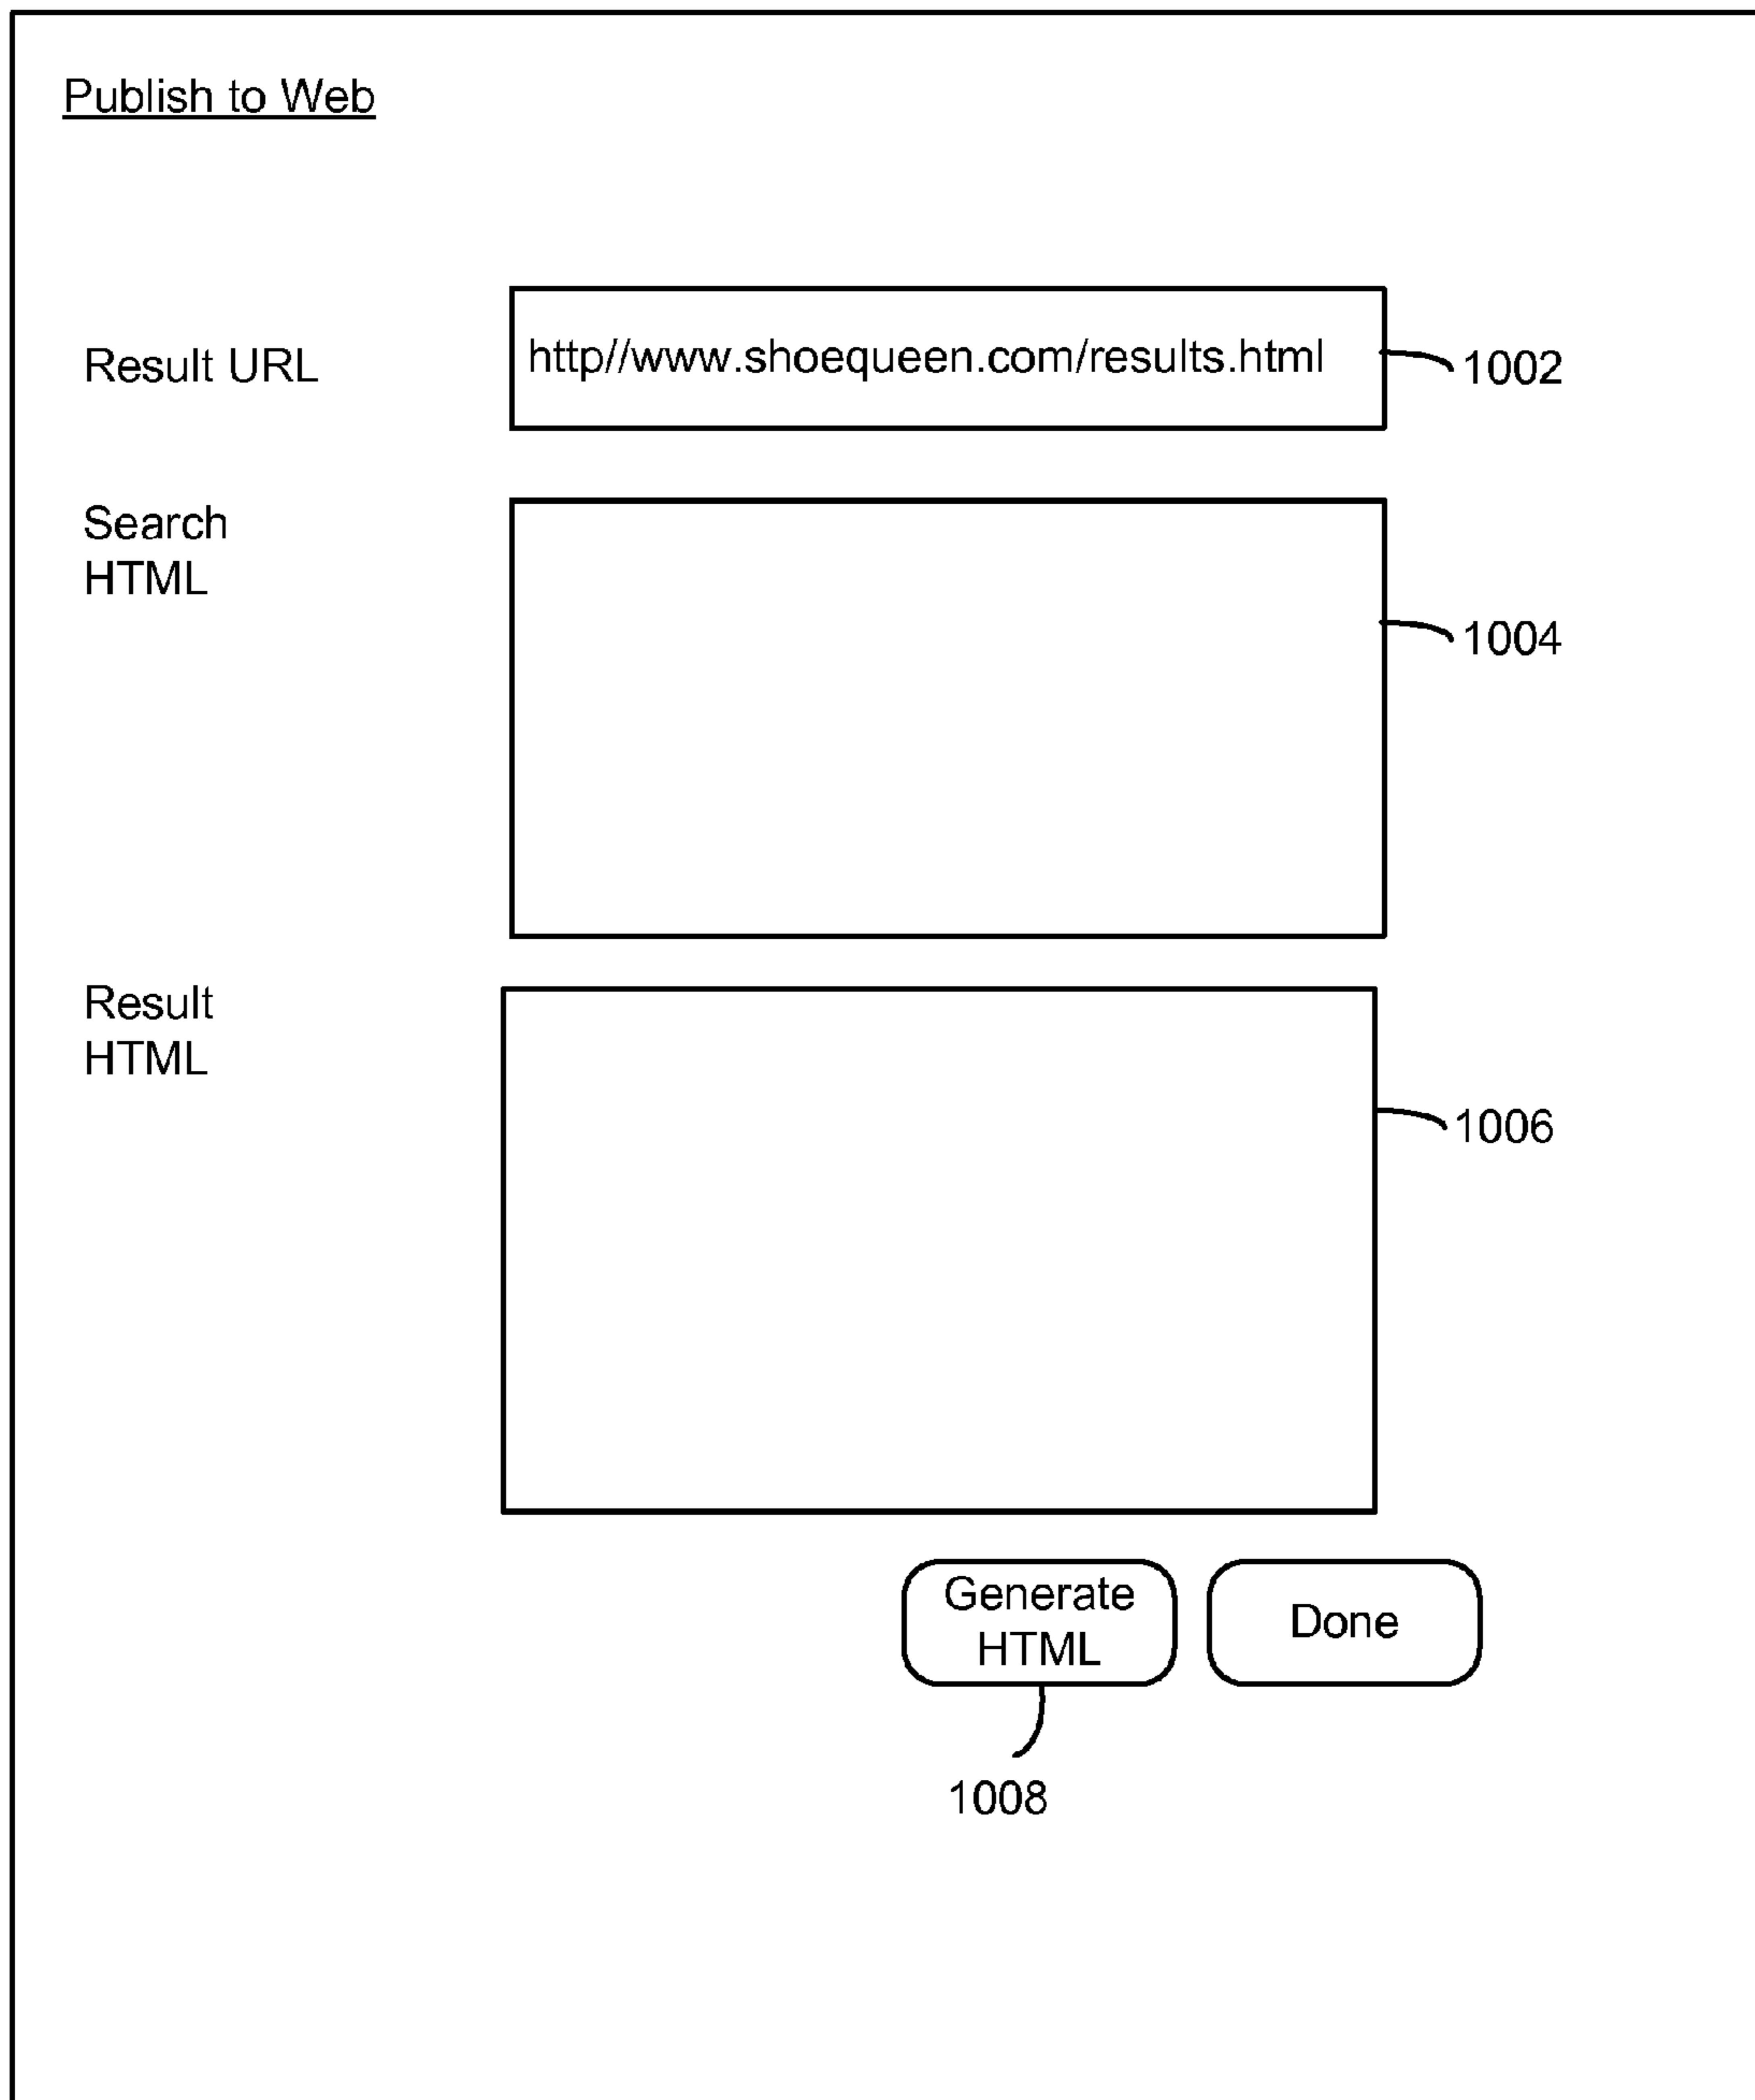 Publish to Web
Result URL
http//www.shoequeen.com/results.html
1002
Search
HTML
1004
Result
HTML
1006
Generate
HTML
Done
1008